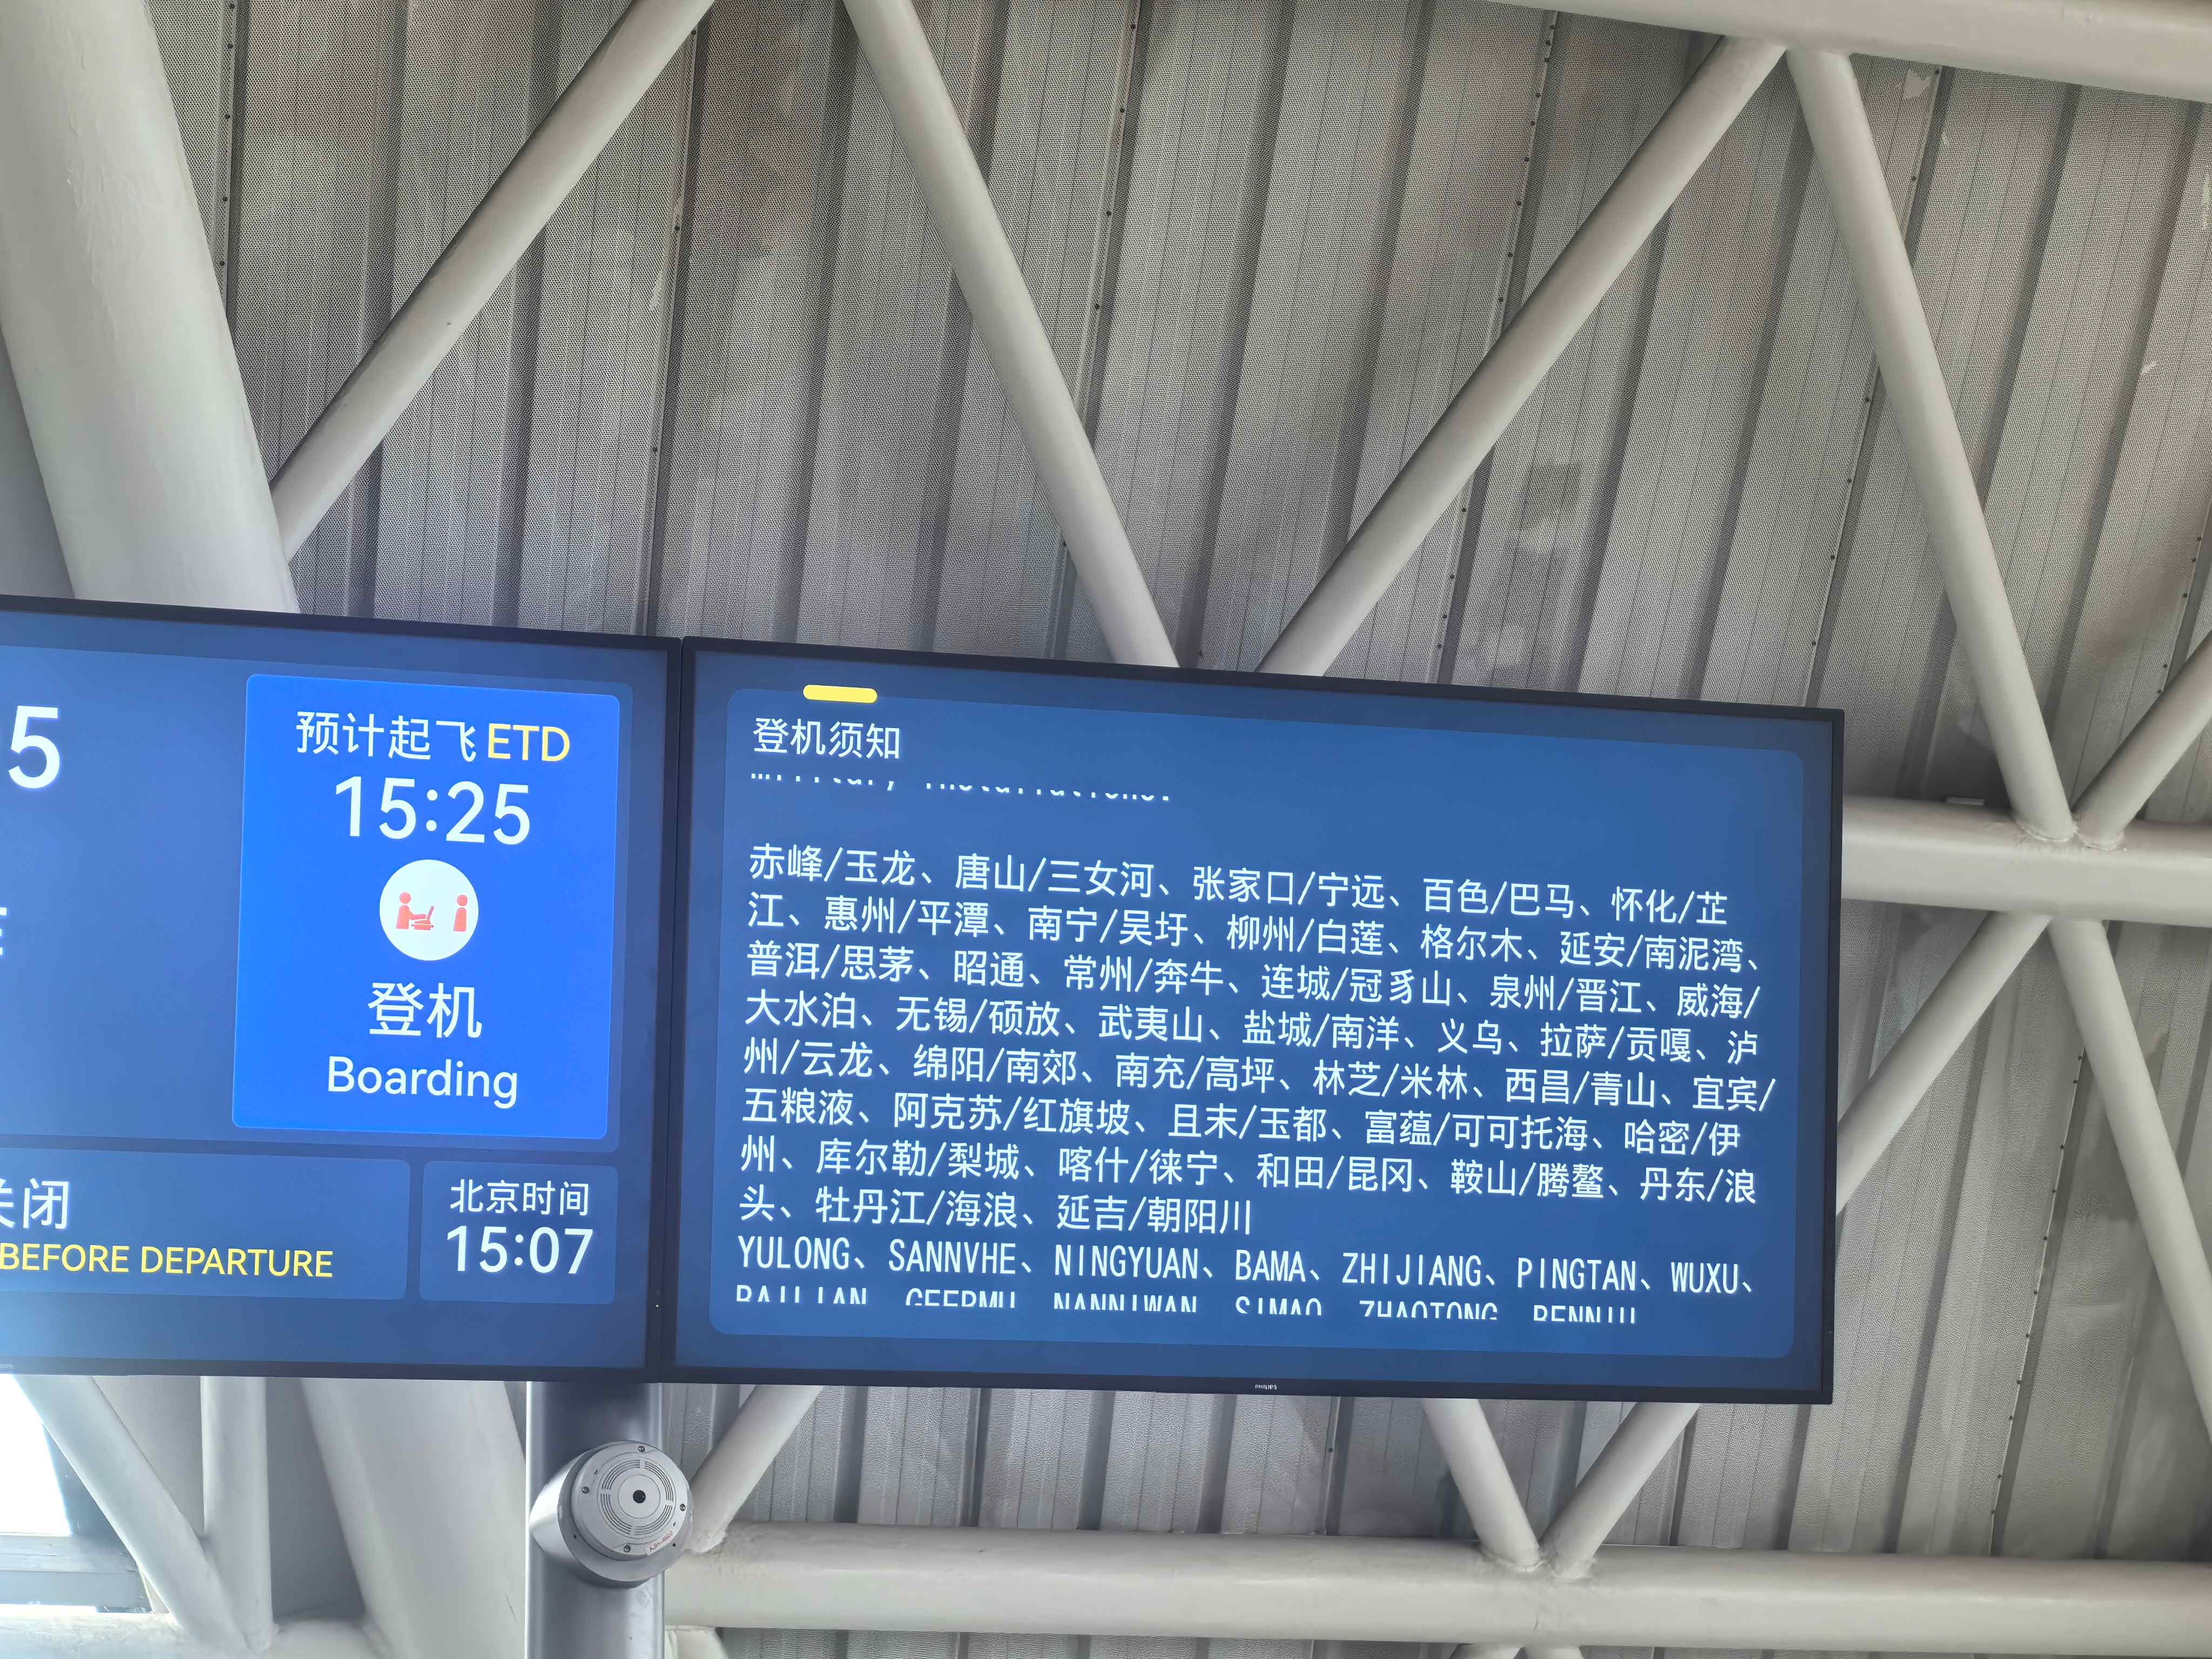 5
预计起飞ETD
15:25
登机
Boarding
关闭
BEFORE DEPARTURE
北京时间
15:07
登机须知
military installations.
赤峰/玉龙、唐山/三女河、张家口/宁远、百色/巴马、怀化/芷
江、惠州/平潭、南宁/吴圩、柳州/白莲、格尔木、延安/南泥湾、
普洱/思茅、昭通、常州/奔牛、连城/冠豸山、泉州/晋江、威海/
大水泊、无锡/硕放、武夷山、盐城/南洋、义乌、拉萨/贡嘎、泸
州/云龙、绵阳/南郊、南充/高坪、林芝/米林、西昌/青山、宜宾/
五粮液、阿克苏/红旗坡、且末/玉都、富蕴/可可托海、哈密/伊
州、库尔勒/梨城、喀什/徕宁、和田/昆冈、鞍山/腾鳌、丹东/浪
头、牡丹江/海浪、延吉/朝阳川
YULONG、SANNVHE、NINGYUAN、BAMA、ZHIJIANG、PINGTAN、WUXU、
BAILIAN GEERMU NANNIWAN SIMAO ZHAOTONG BENNIU
PHILIPS